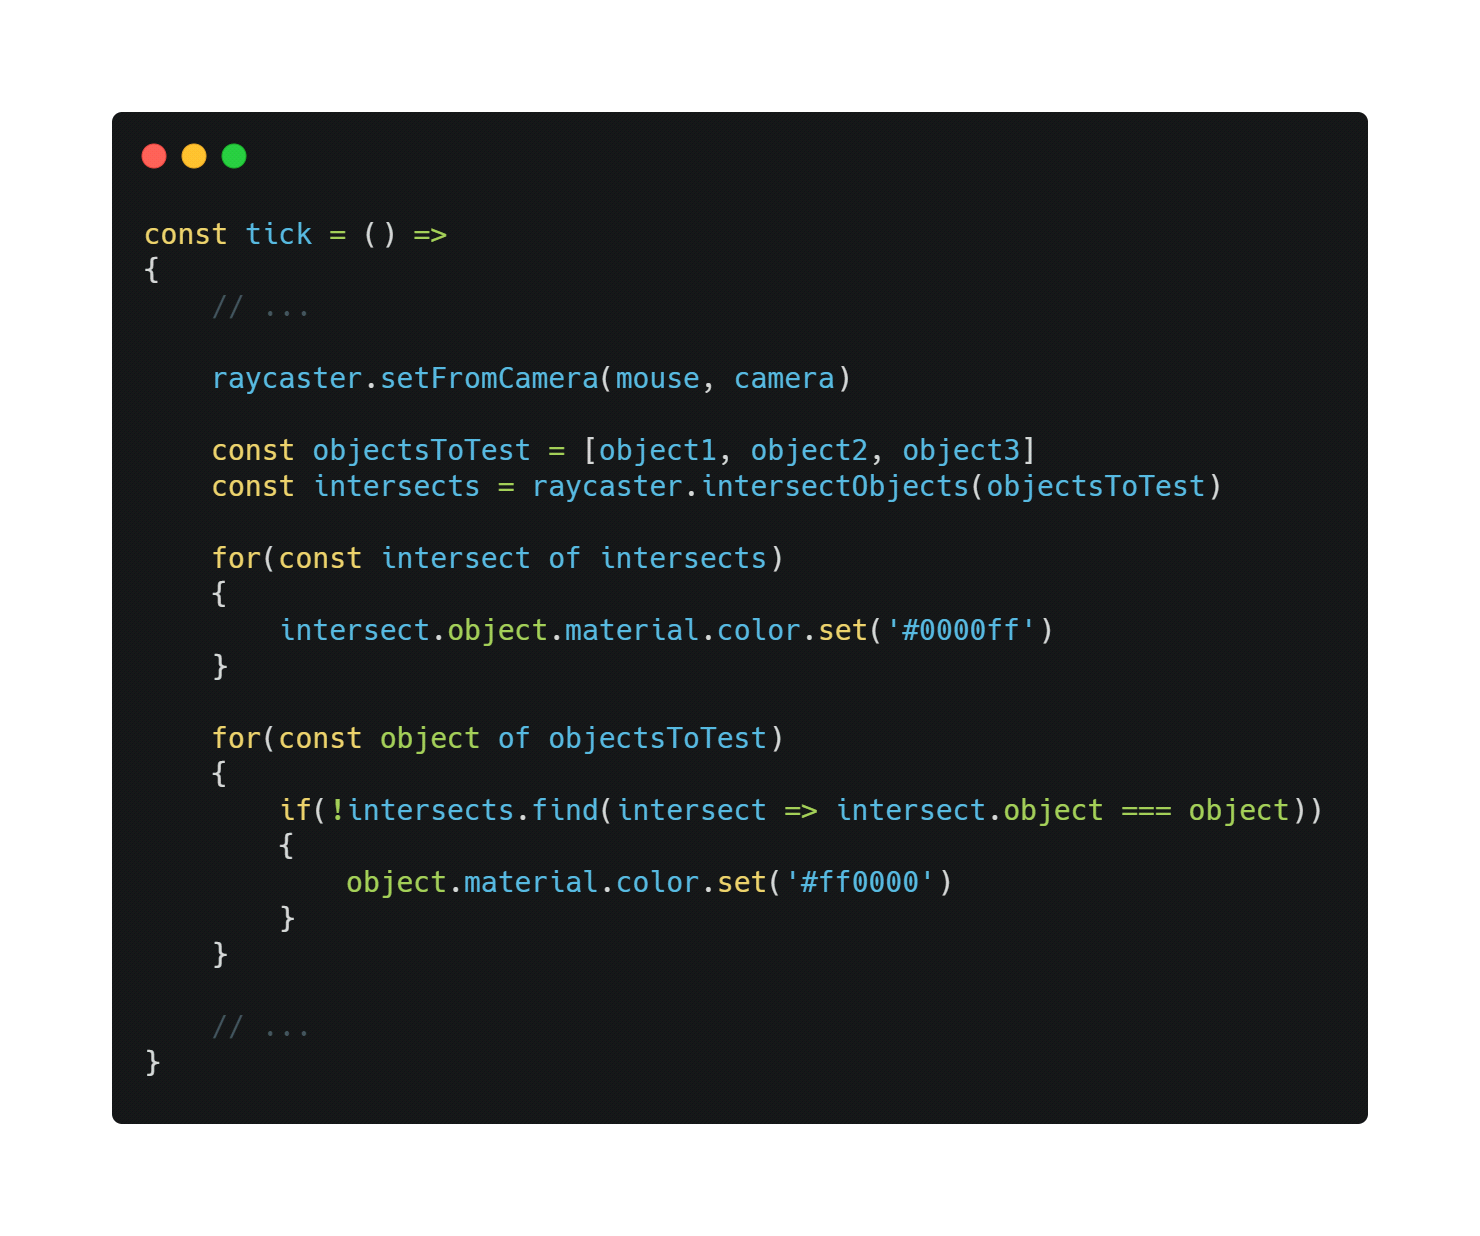 const tick = () =>
{
    // ...

    raycaster.setFromCamera(mouse, camera)

    const objectsToTest = [object1, object2, object3]
    const intersects = raycaster.intersectObjects(objectsToTest)

    for(const intersect of intersects)
    {
        intersect.object.material.color.set('#0000ff')
    }

    for(const object of objectsToTest)
    {
        if(!intersects.find(intersect => intersect.object === object))
        {
            object.material.color.set('#ff0000')
        }
    }

    // ...
}